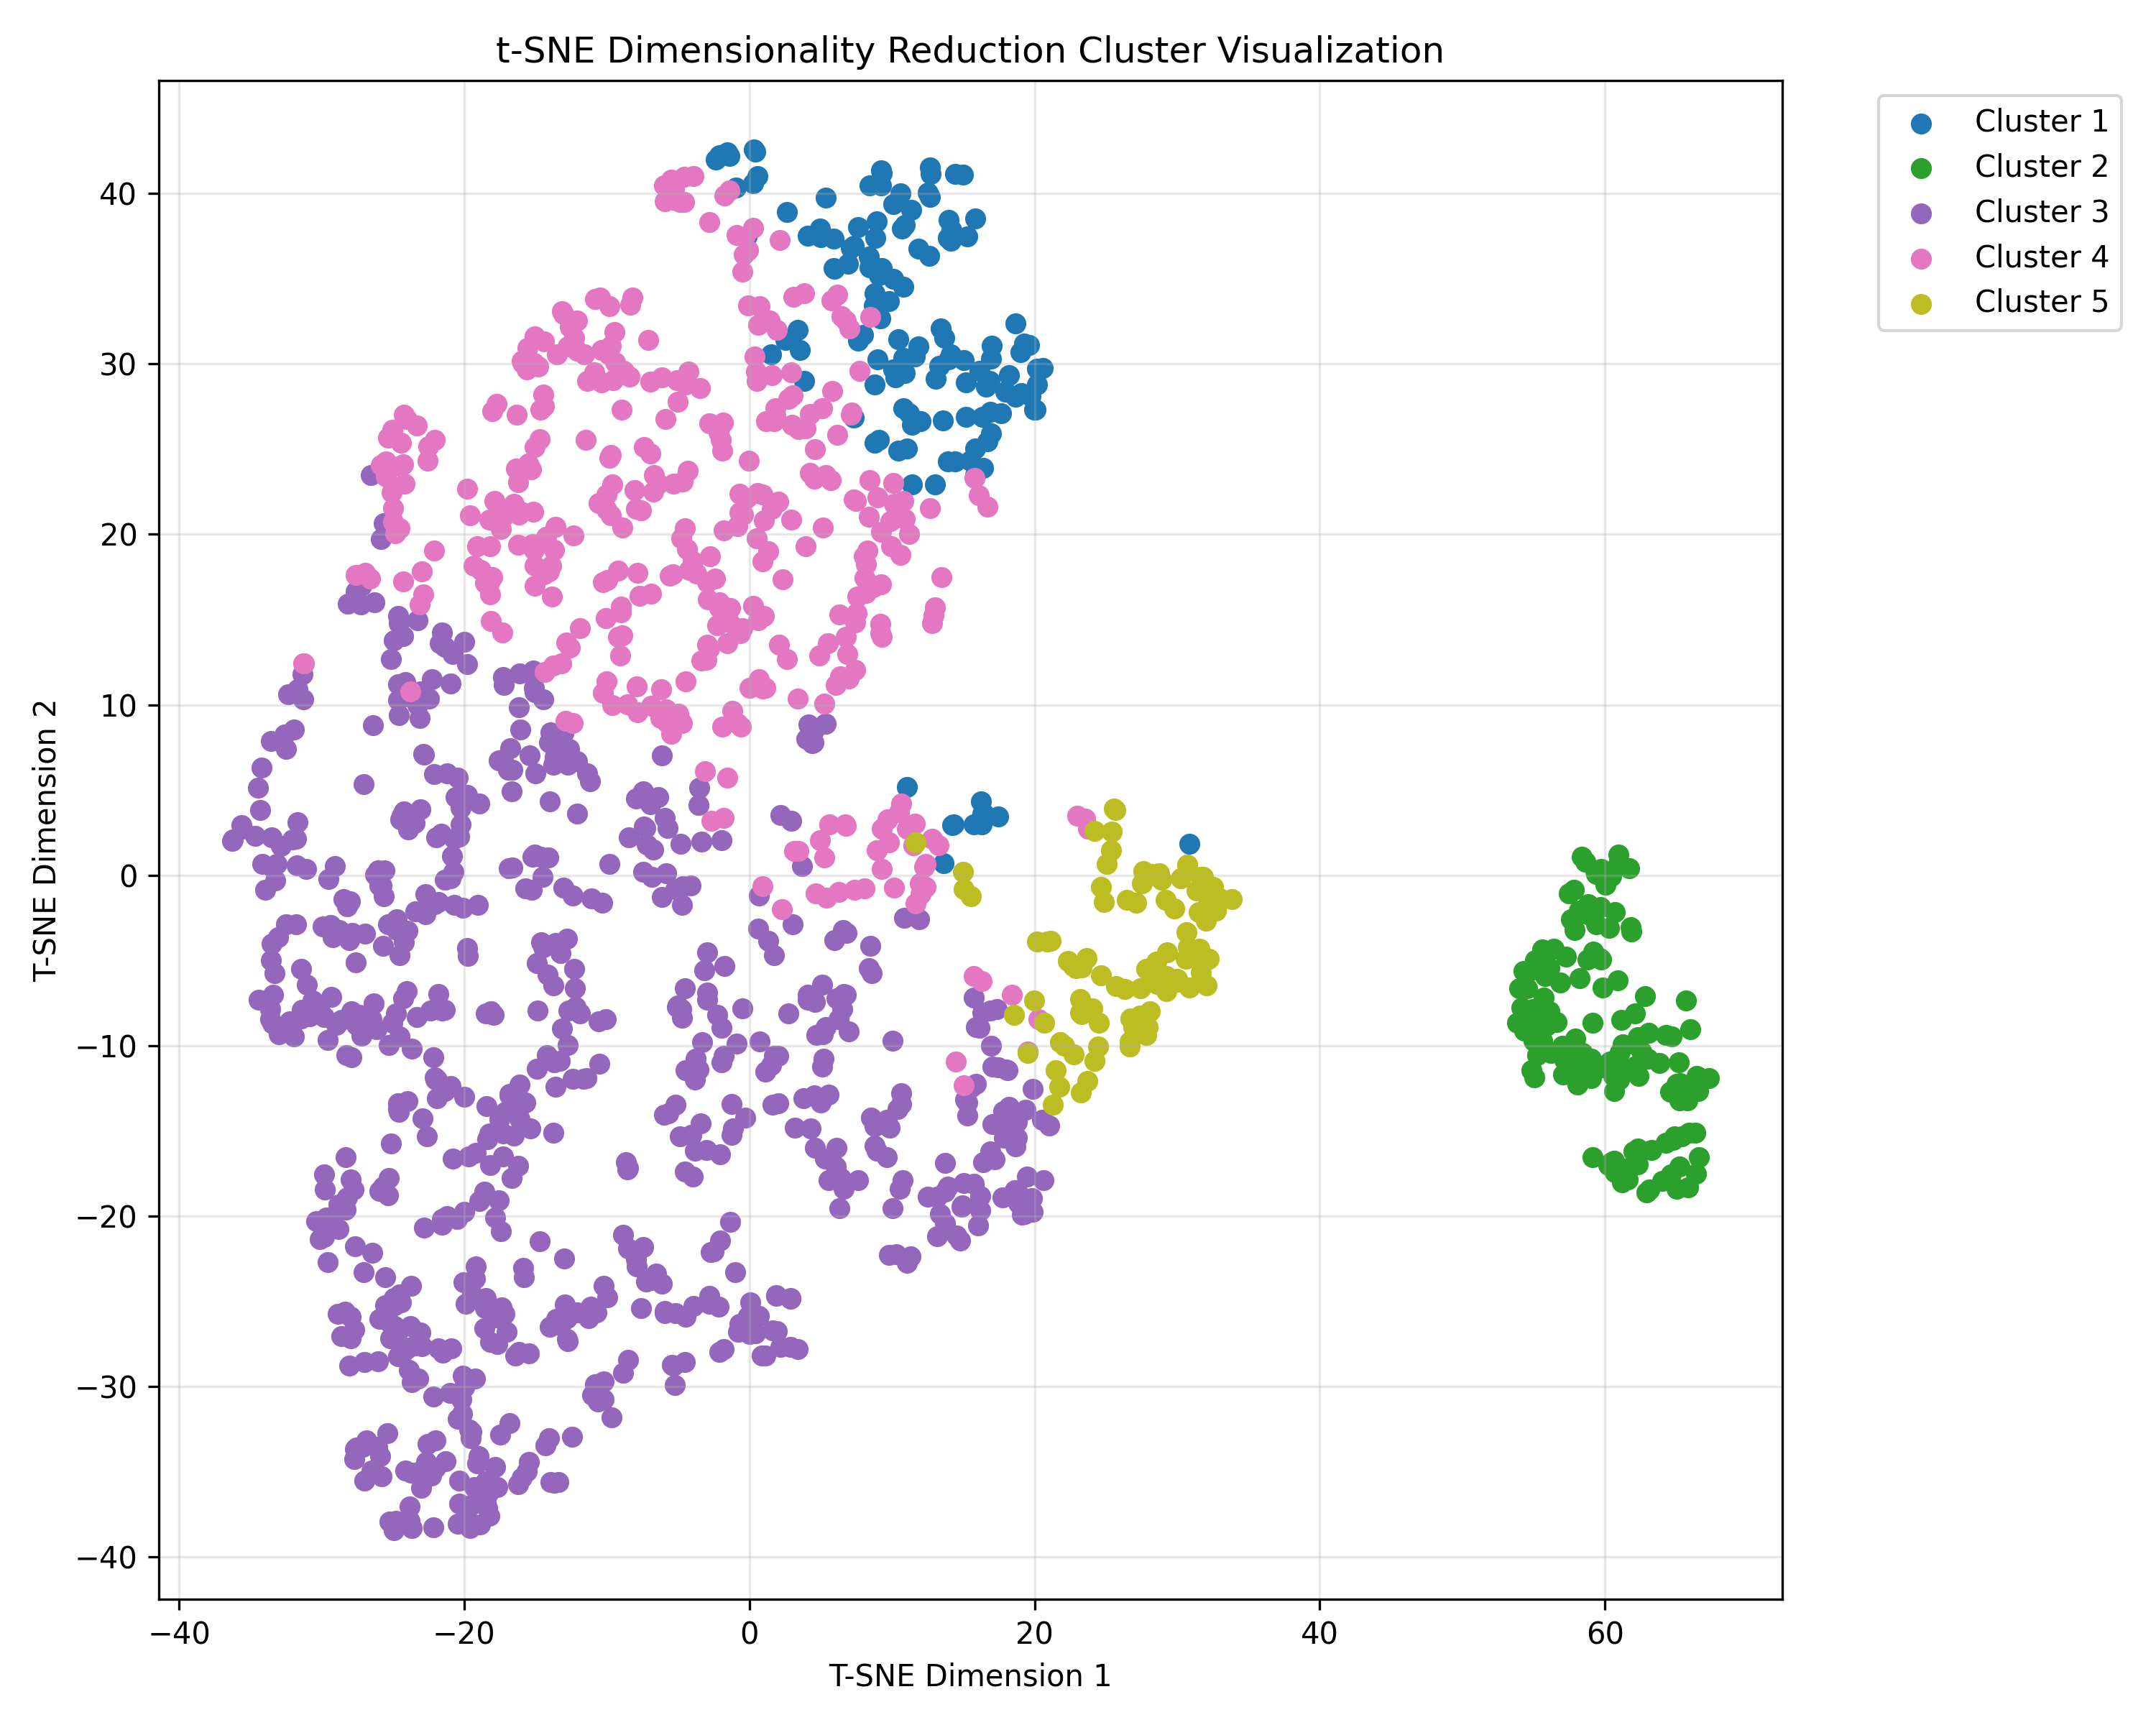 t-SNE Dimensionality Reduction Cluster Visualization
Cluster 1
Cluster 2
Cluster 3
Cluster 4
Cluster 5
T-SNE Dimension 2
40
30
20
10
0
−10
−20
−30
−40
−40 −20 0 20 40 60
T-SNE Dimension 1